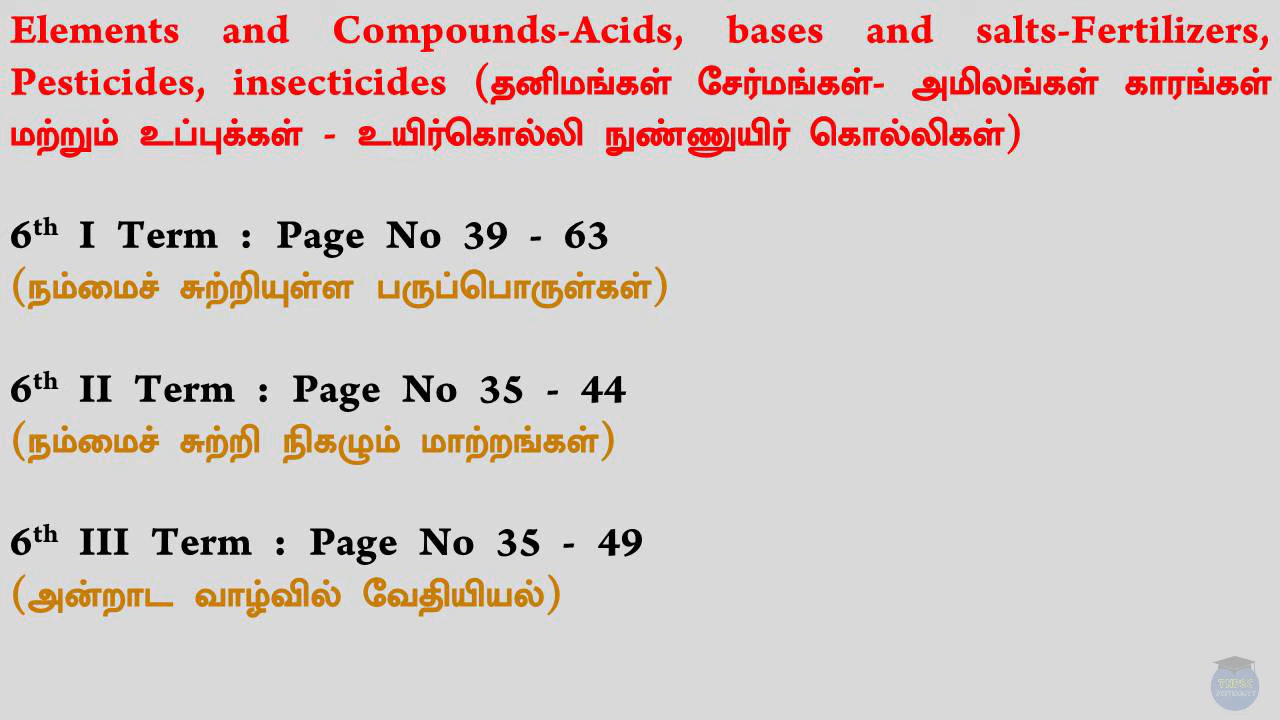 Elements and Compounds-Acids, bases and salts-Fertilizers,
Pesticides, insecticides (தனிமங்கள் சேர்மங்கள்- அமிலங்கள் காரங்கள்
மற்றும் உப்புக்கள் - உயிர்கொல்லி நுண்ணுயிர் கொல்லிகள்)
6th I Term : Page No 39 - 63
(நம்மைச் சுற்றியுள்ள பருப்பொருள்கள்)
6th II Term : Page No 35 - 44
(நம்மைச் சுற்றி நிகழும் மாற்றங்கள்)
6th III Term : Page No 35 - 49
(அன்றாட வாழ்வில் வேதியியல்)